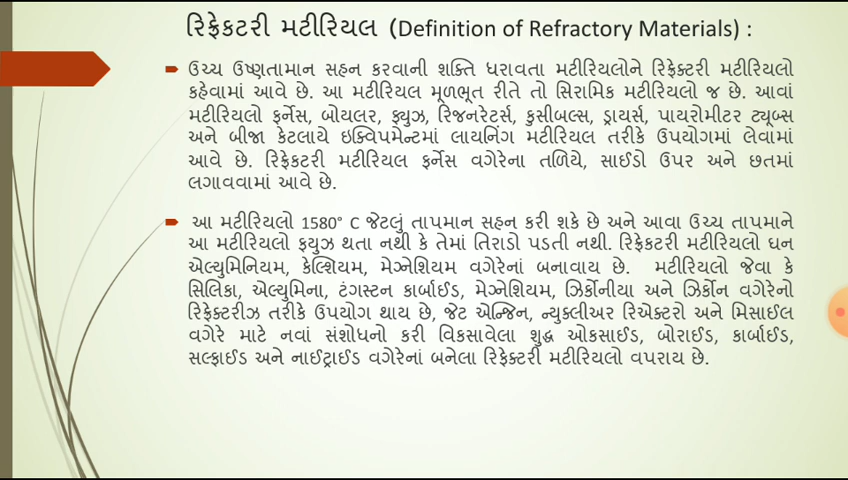 રિફ્રેકટરી મટીરિયલ (Definition of Refractory Materials) :
ઉચ્ચ ઉષ્ણતામાન સહન કરવાની શક્તિ ધરાવતા મટીરિયલોને રિફ્રેક્ટરી મટીરિયલો
કહેવામાં આવે છે. આ મટીરિયલ મૂળભૂત રીતે તો સિરામિક મટીરિયલો જ છે. આવાં
મટીરિયલો ફર્નેસ, બોયલર, ફ્યુઝ, રિજનરેટર્સ, ક્રુસીબલ્સ, ડ્રાયર્સ, પાયરોમીટર ટ્યૂબ્સ
અને બીજા કેટલાયે ઇક્વિપમેન્ટમાં લાયનિંગ મટીરિયલ તરીકે ઉપયોગમાં લેવામાં
આવે છે. રિફ્રેકટરી મટીરિયલ ફર્નેસ વગેરેના તળિયે, સાઈડો ઉપર અને છતમાં
લગાવવામાં આવે છે.
આ મટીરિયલો 1580° C જેટલું તાપમાન સહન કરી શકે છે અને આવા ઉચ્ચ તાપમાને
આ મટીરિયલો ફયુઝ થતા નથી કે તેમાં તિરાડો પડતી નથી. રિફ્રેકટરી મટીરિયલો ઘન
એલ્યુમિનિયમ, કેલ્શિયમ, મેગ્નેશિયમ વગેરેનાં બનાવાય છે. મટીરિયલો જેવા કે
સિલિકા, એલ્યુમિના, ટંગસ્ટન કાર્બાઈડ, મેગ્નેશિયમ, ઝિર્કોનીયા અને ઝિર્કોન વગેરેનો
રિફ્રેક્ટરીઝ તરીકે ઉપયોગ થાય છે, જેટ એન્જિન, ન્યુક્લીઅર રિએક્ટરો અને મિસાઈલ
વગેરે માટે નવાં સંશોધનો કરી વિકસાવેલા શુદ્ધ ઓકસાઈડ, બોરાઈડ, કાર્બાઈડ,
સલ્ફાઈડ અને નાઈટ્રાઈડ વગેરેનાં બનેલા રિફ્રેક્ટરી મટીરિયલો વપરાય છે.